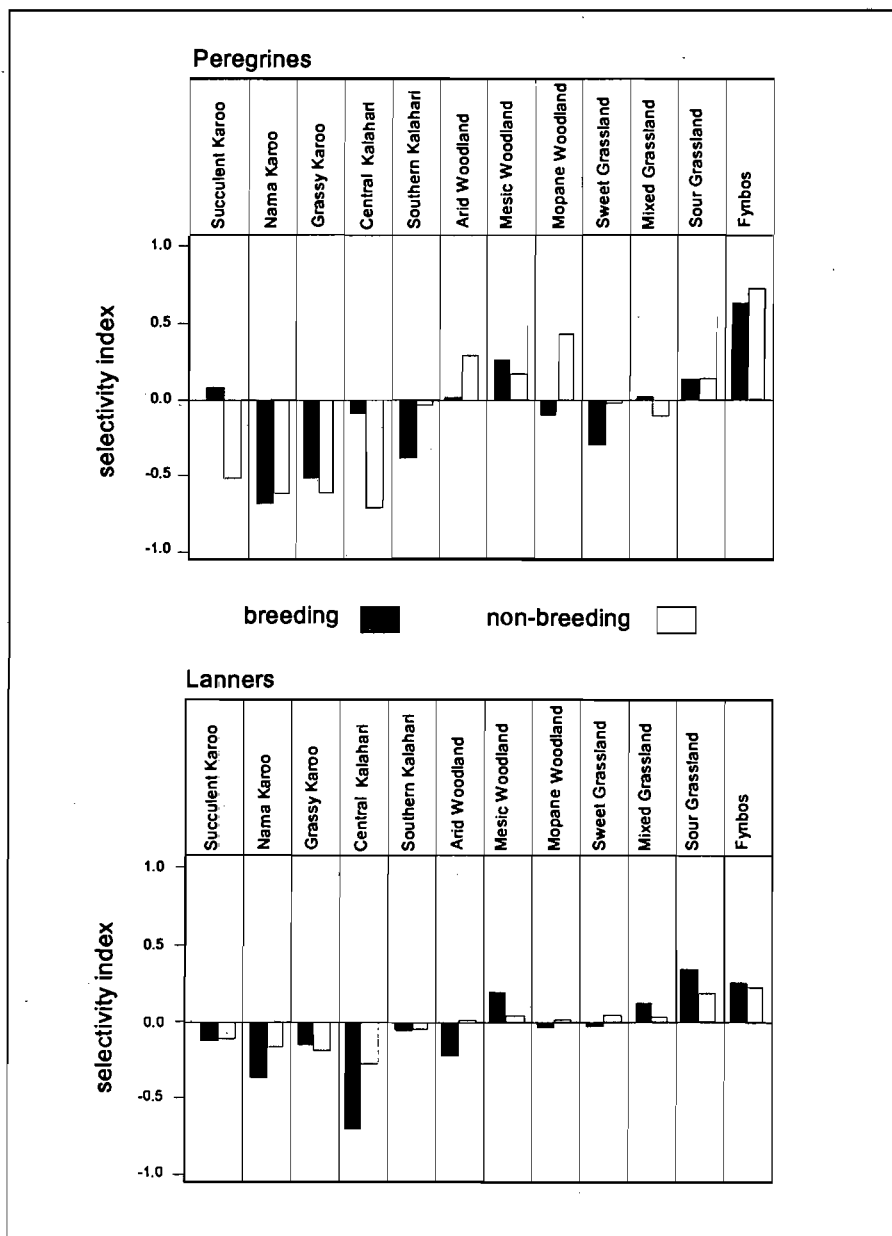 Peregrines
Succulent Karoo
Nama Karoo
Grassy Karoo
Central Kalahari
Southern Kalahari
Arid Woodland
Mesic Woodland
Mopane Woodland
Sweet Grassland
Mixed Grassland
Sour Grassland
Fynbos
selectivity index
1.0
0.5
0.0
-0.5
-1.0
breeding non-breeding
Lanners
Succulent Karoo
Nama Karoo
Grassy Karoo
Central Kalahari
Southern Kalahari
Arid Woodland
Mesic Woodland
Mopane Woodland
Sweet Grassland
Mixed Grassland
Sour Grassland
Fynbos
selectivity index
1.0
0.5
0.0
-0.5
-1.0